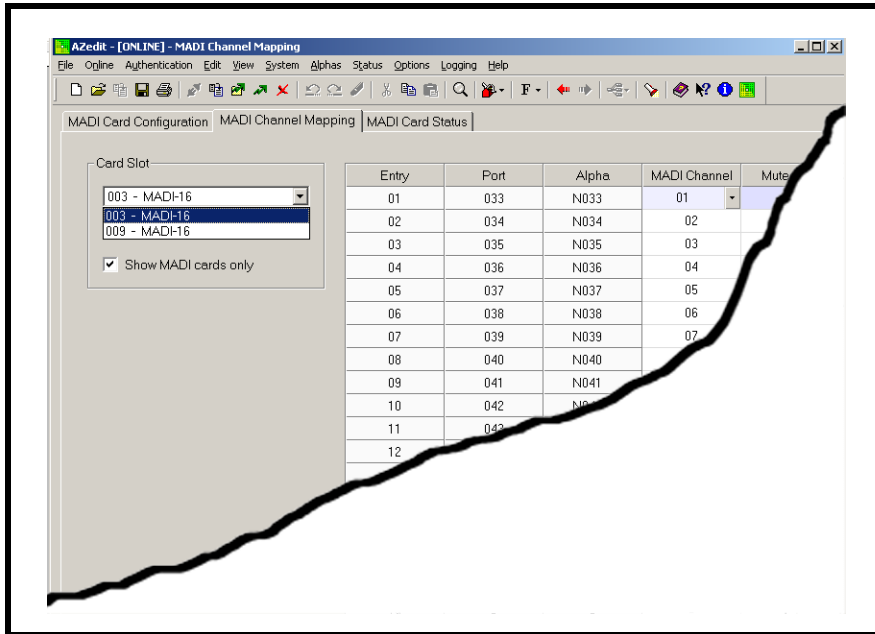 AZedit - [ONLINE] - MADI Channel Mapping
File Online Authentication Edit View System Alphas Status Options Logging Help
F
MADI Card Configuration MADI Channel Mapping MADI Card Status
Card Slot
003 - MADI-16
003 - MADI-16
009 - MADI-16
Show MADI cards only
Entry Port Alpha MADI Channel Mute
01 033 N033 01
02 034 N034 02
03 035 N035 03
04 036 N036 04
05 037 N037 05
06 038 N038 06
07 039 N039 07
08 040 N040
09 041 N041
10 042
11 043
12